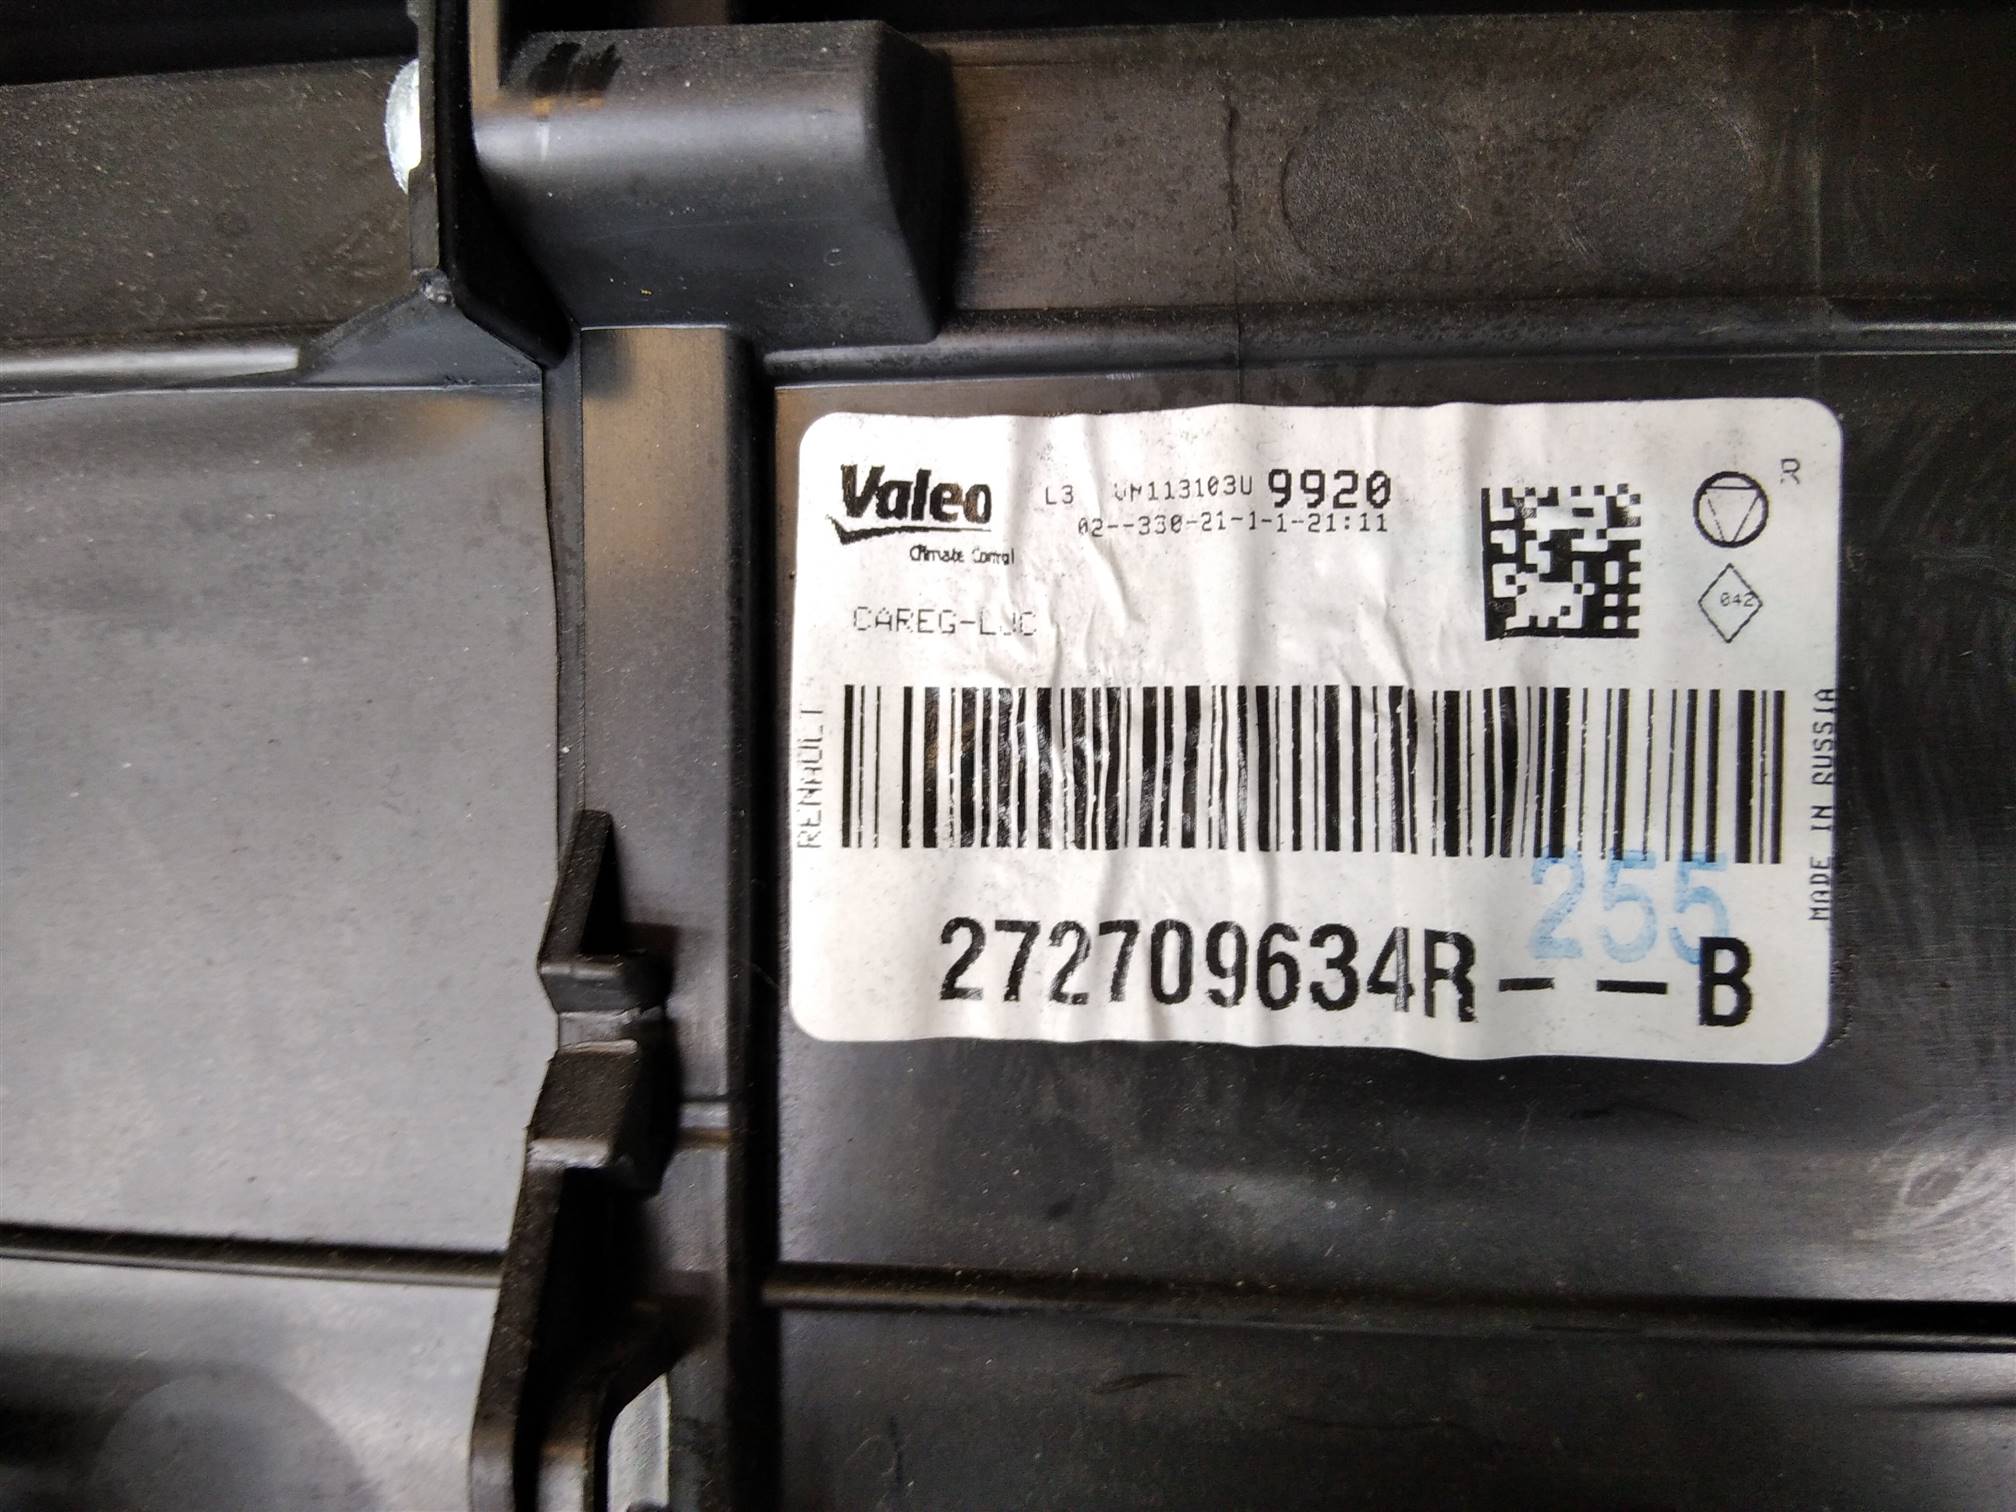 Valeo
Climate Control
L3 VM113103U 9920
02--330-21-1-1-21:11
R
042
CAREG-LJC
RENAULT
MADE IN RUSSIA
255
272709634R---B